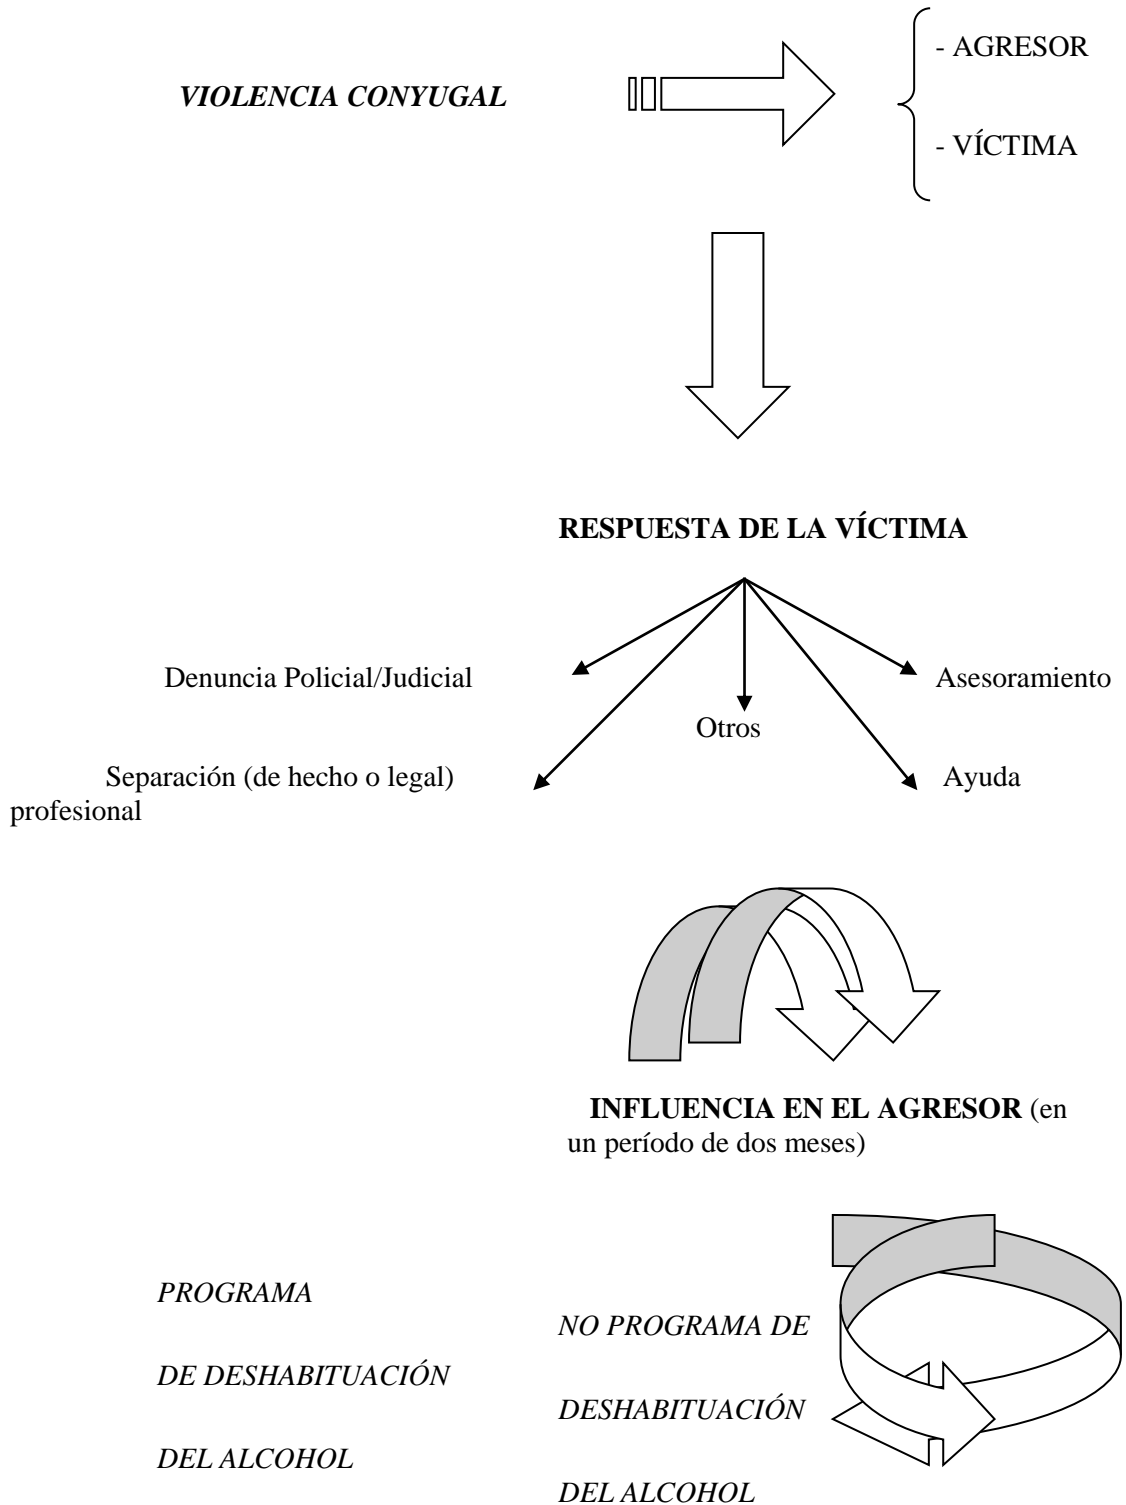 - AGRESOR
VIOLENCIA CONYUGAL
- VÍCTIMA
RESPUESTA DE LA VÍCTIMA
Denuncia Policial/Judicial Asesoramiento
Otros
Separación (de hecho o legal) Ayuda
profesional
INFLUENCIA EN EL AGRESOR (en
un período de dos meses)
PROGRAMA
DE DESHABITUACIÓN
DEL ALCOHOL
NO PROGRAMA DE
DESHABITUACIÓN
DEL ALCOHOL